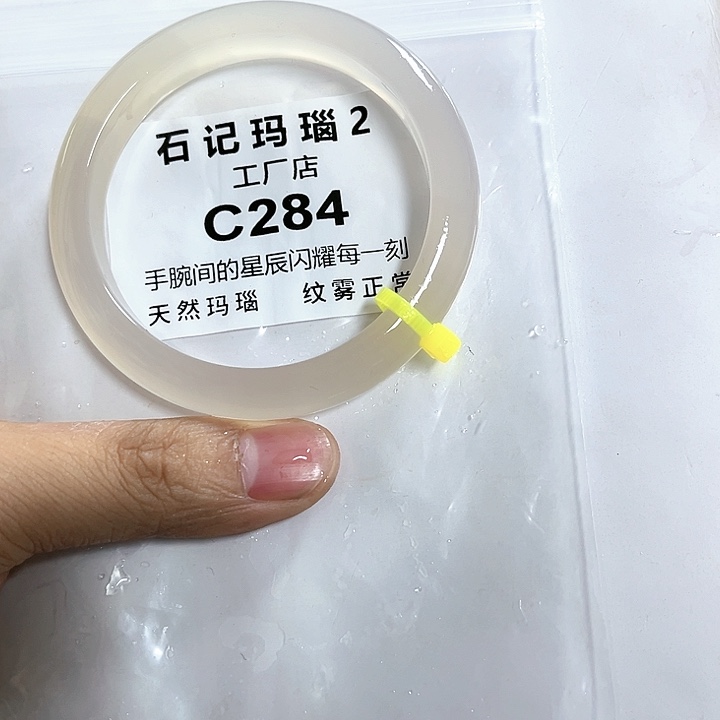 石记玛瑙2
工厂店
C284
手腕间的星辰闪耀每一刻
天然玛瑙 纹雾正常